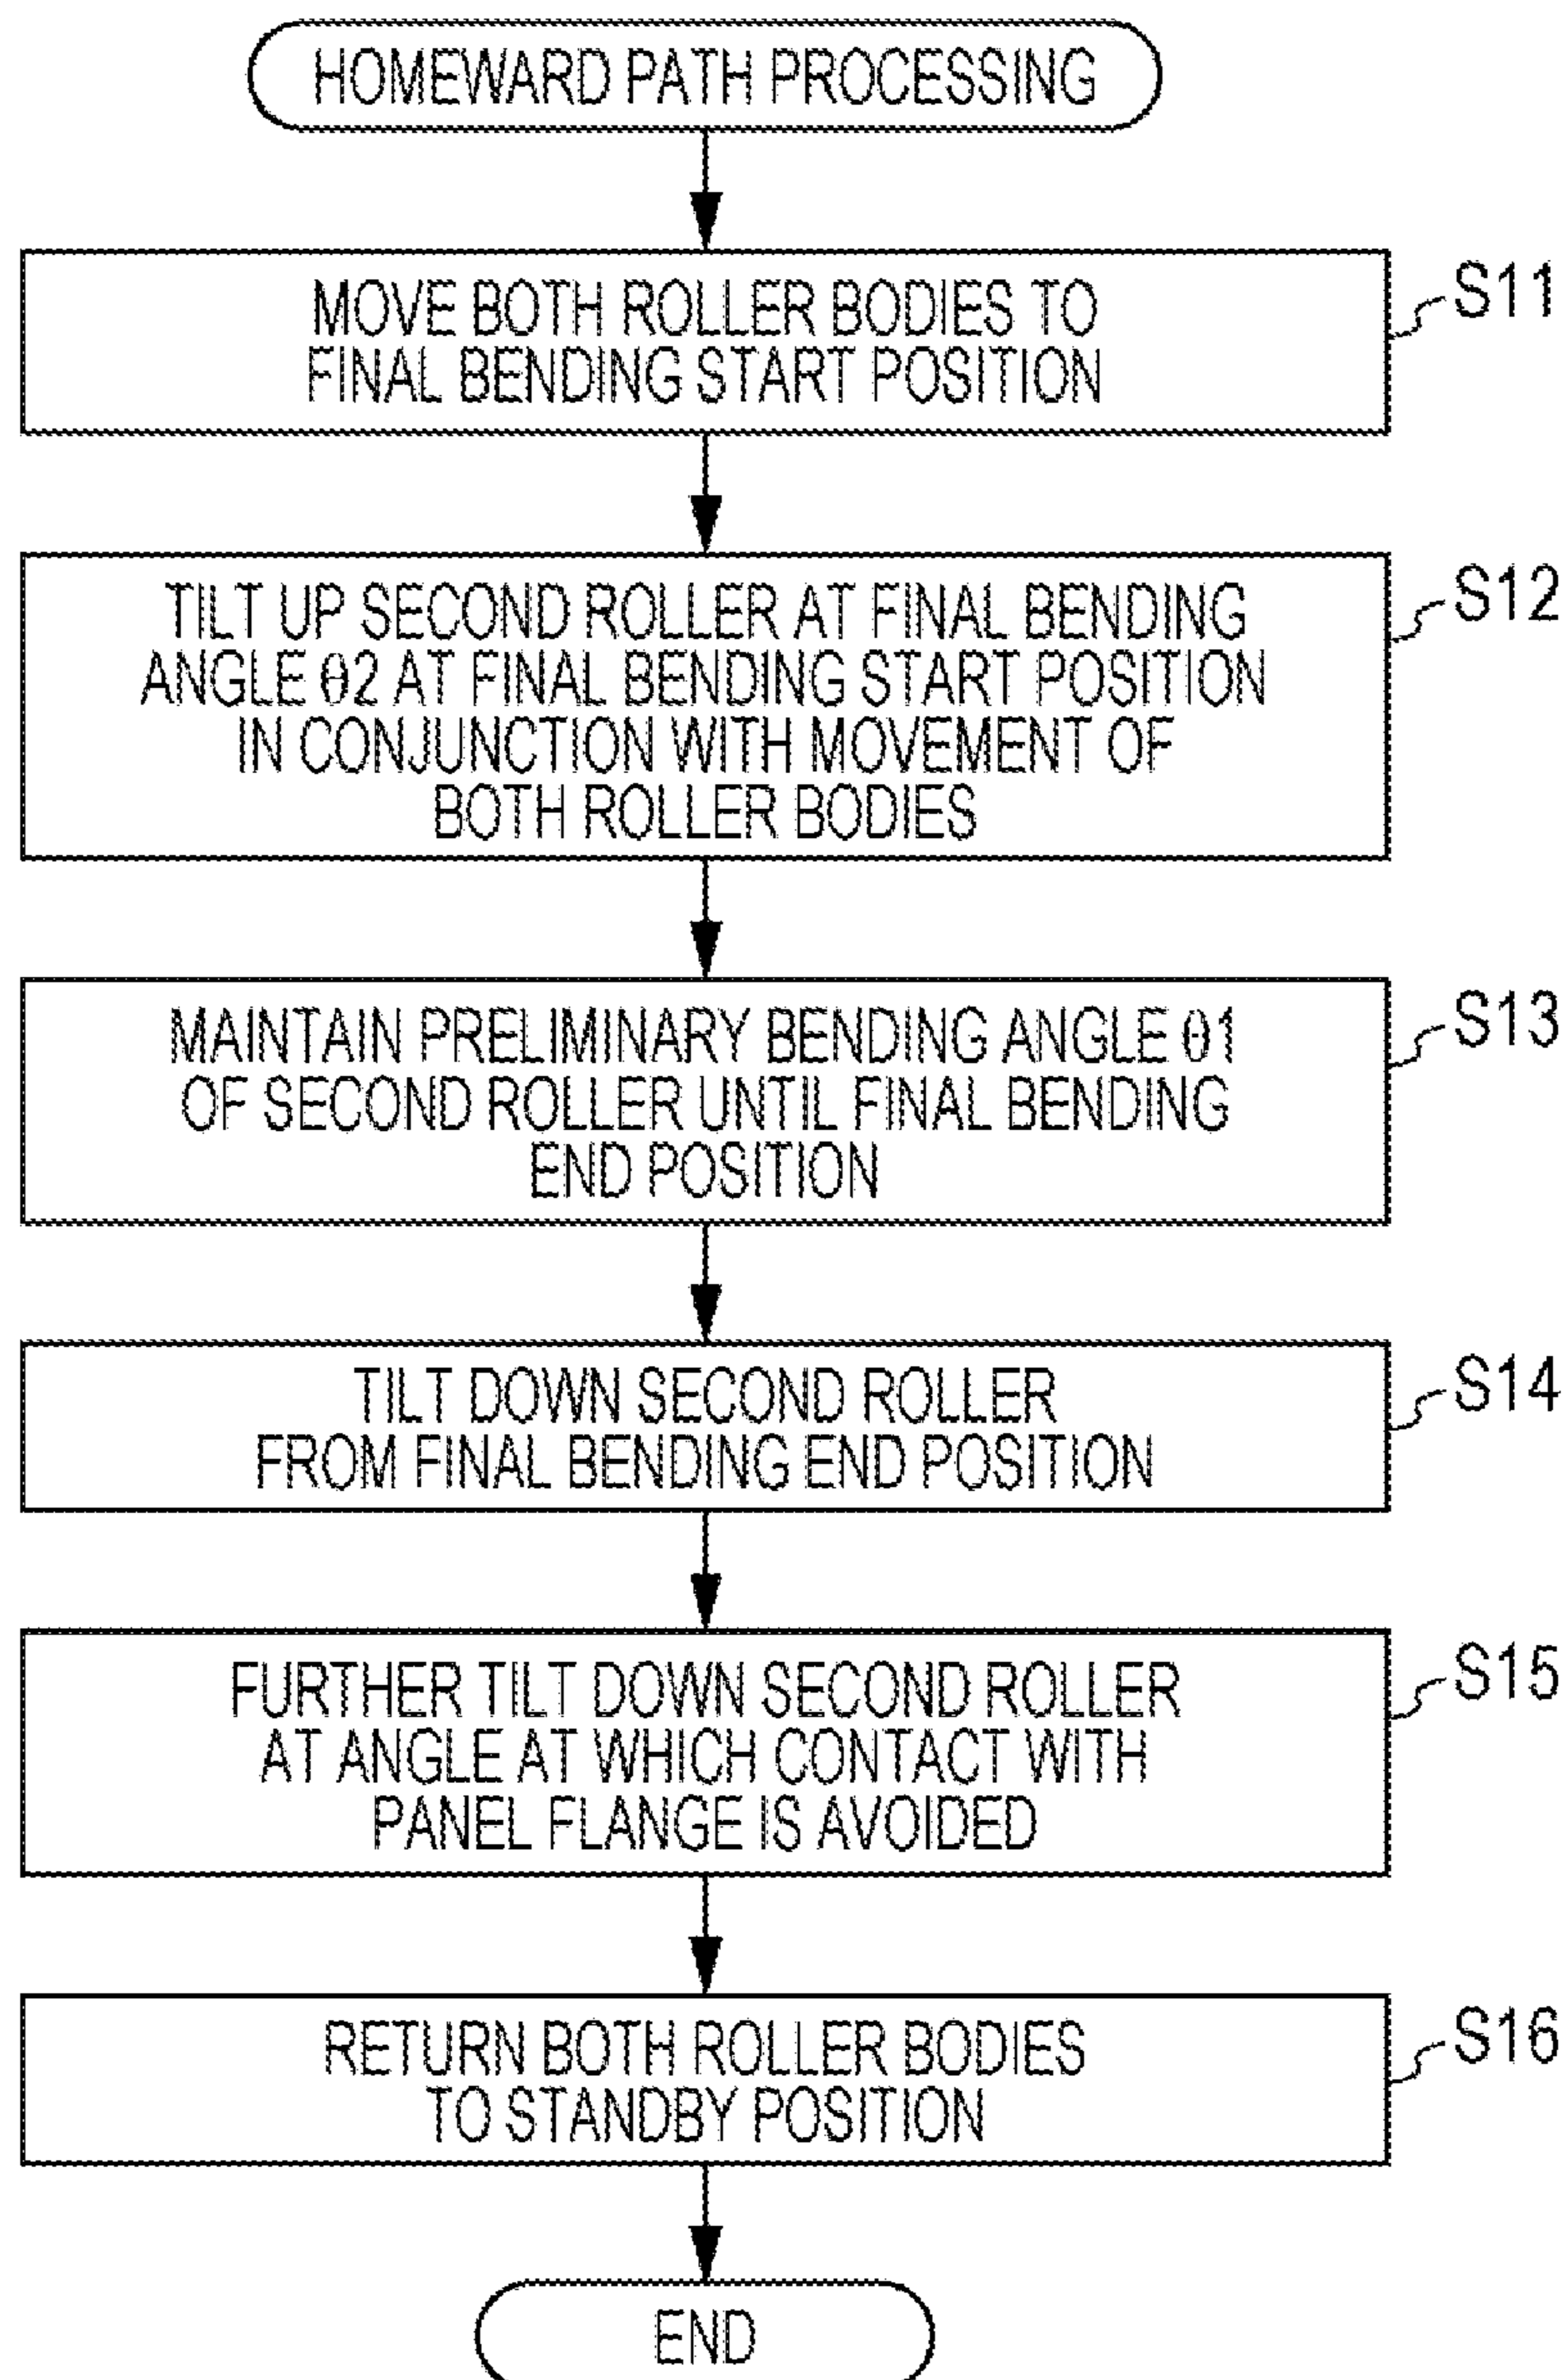 HOMEWARD PATH PROCESSING
MOVE BOTH ROLLER BODIES TO
FINAL BENDING START POSITION
S11
TILT UP SECOND ROLLER AT FINAL BENDING
ANGLE θ2 AT FINAL BENDING START POSITION
IN CONJUNCTION WITH MOVEMENT OF
BOTH ROLLER BODIES
S12
MAINTAIN PRELIMINARY BENDING ANGLE θ1
OF SECOND ROLLER UNTIL FINAL BENDING
END POSITION
S13
TILT DOWN SECOND ROLLER
FROM FINAL BENDING END POSITION
S14
FURTHER TILT DOWN SECOND ROLLER
AT ANGLE AT WHICH CONTACT WITH
PANEL FLANGE IS AVOIDED
S15
RETURN BOTH ROLLER BODIES
TO STANDBY POSITION
S16
END